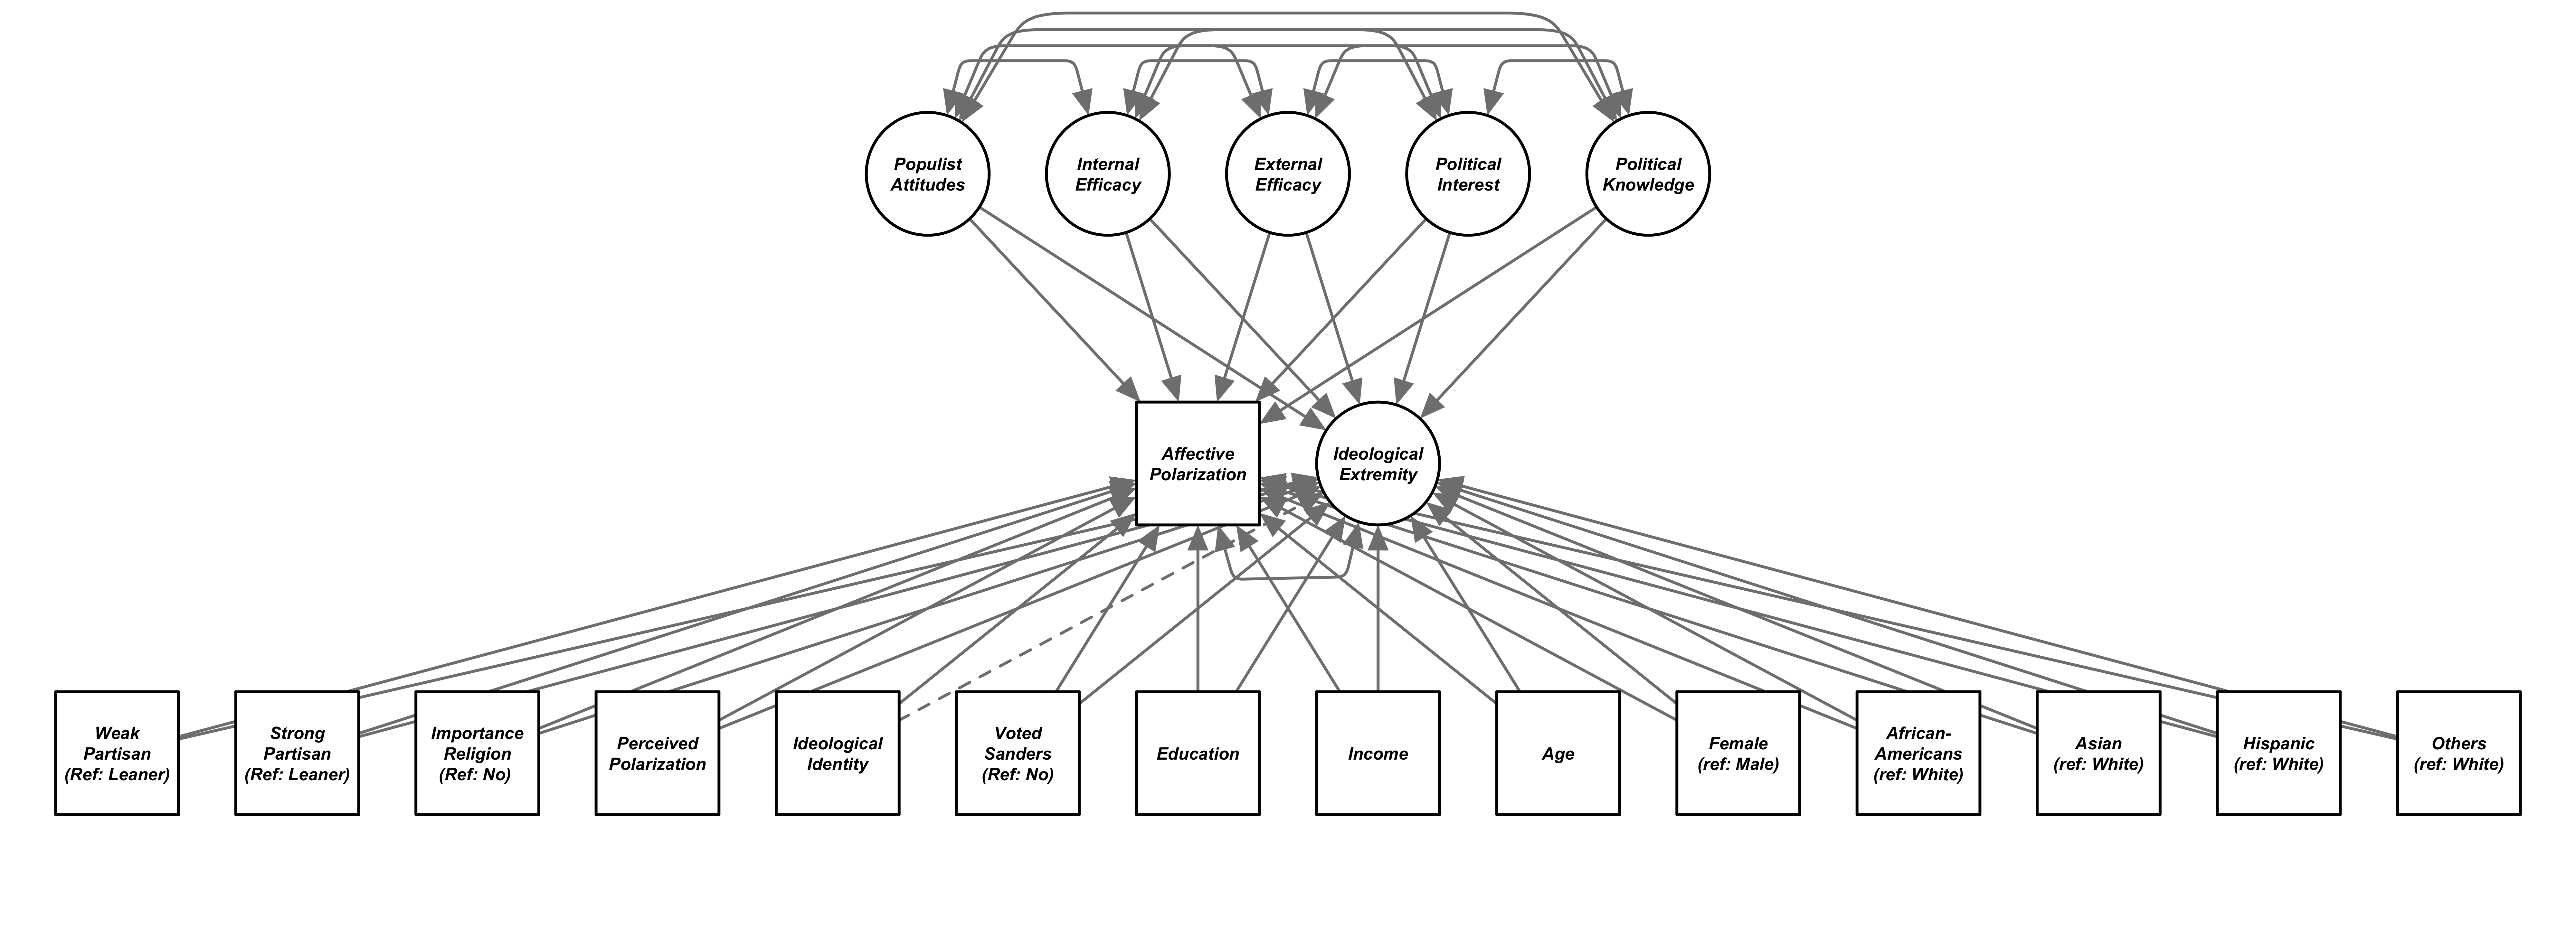 Populist
Attitudes
Internal
Efficacy
External
Efficacy
Political
Interest
Political
Knowledge
Affective
Polarization
Ideological
Extremity
Weak
Partisan
(Ref: Leaner)
Strong
Partisan
(Ref: Leaner)
Importance
Religion
(Ref: No)
Perceived
Polarization
Ideological
Identity
Voted
Sanders
(Ref: No)
Education
Income
Age
Female
(ref: Male)
African-
Americans
(ref: White)
Asian
(ref: White)
Hispanic
(ref: White)
Others
(ref: White)